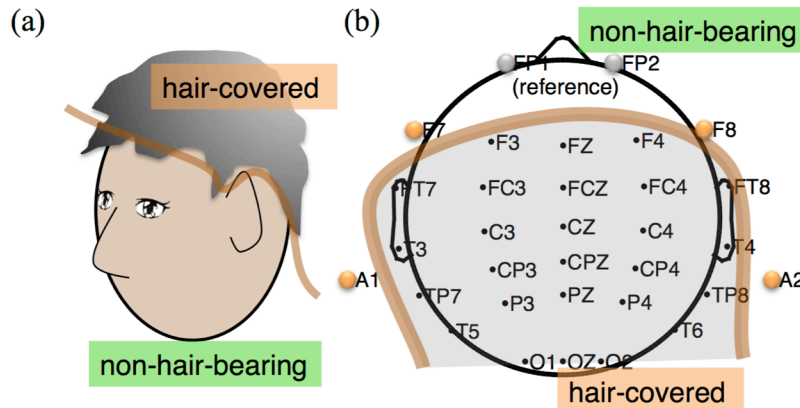 (a)
hair-covered
non-hair-bearing
(b)
non-hair-bearing
FP1 FP2
(reference)
F7 F8
F3 FZ F4
FT7 FC3 FCZ FC4 FT8
C3 CZ C4
T3 T4
CP3 CPZ CP4
A1 A2
TP7 P3 PZ P4 TP8
T5 T6
O1 OZ O2
hair-covered